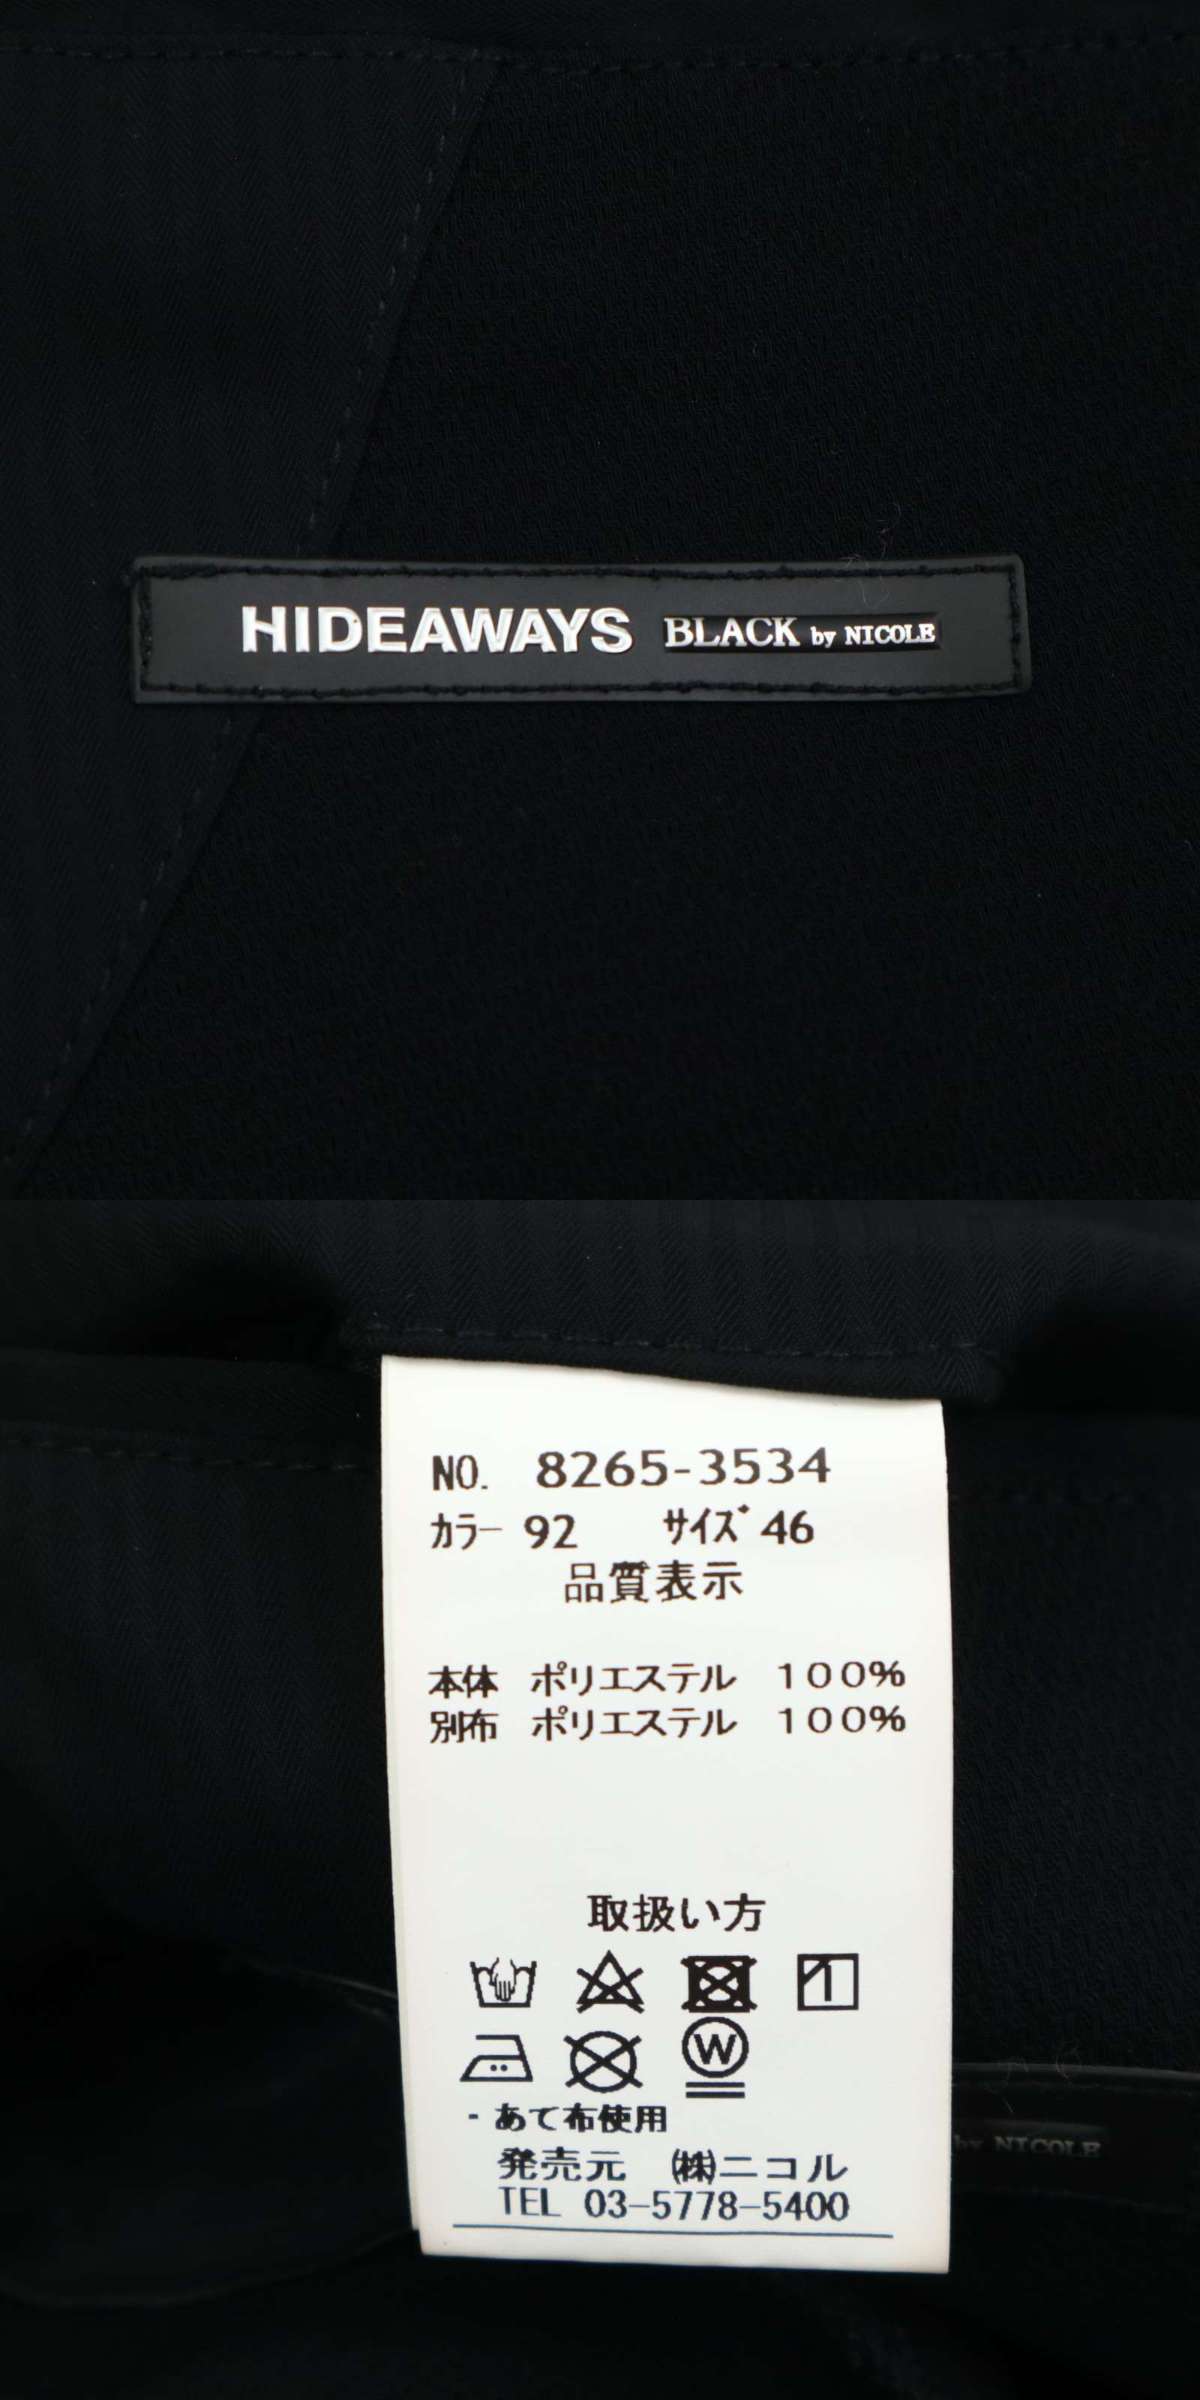 HIDEAWAYS BLACK by NICOLE
NO. 8265-3534
カラー 92 サイズ 46
品質表示
本体 ポリエステル 100%
別布 ポリエステル 100%
取扱い方
W
・あて布使用
発売元 ㈱ニコル
TEL 03-5778-5400
by NICOLE